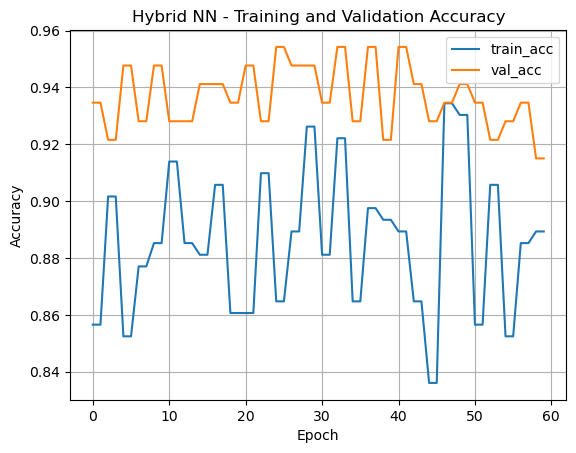 Hybrid NN - Training and Validation Accuracy
train_acc
val_acc
0.96
0.94
0.92
0.90
0.88
0.86
0.84
Accuracy
0 10 20 30 40 50 60
Epoch